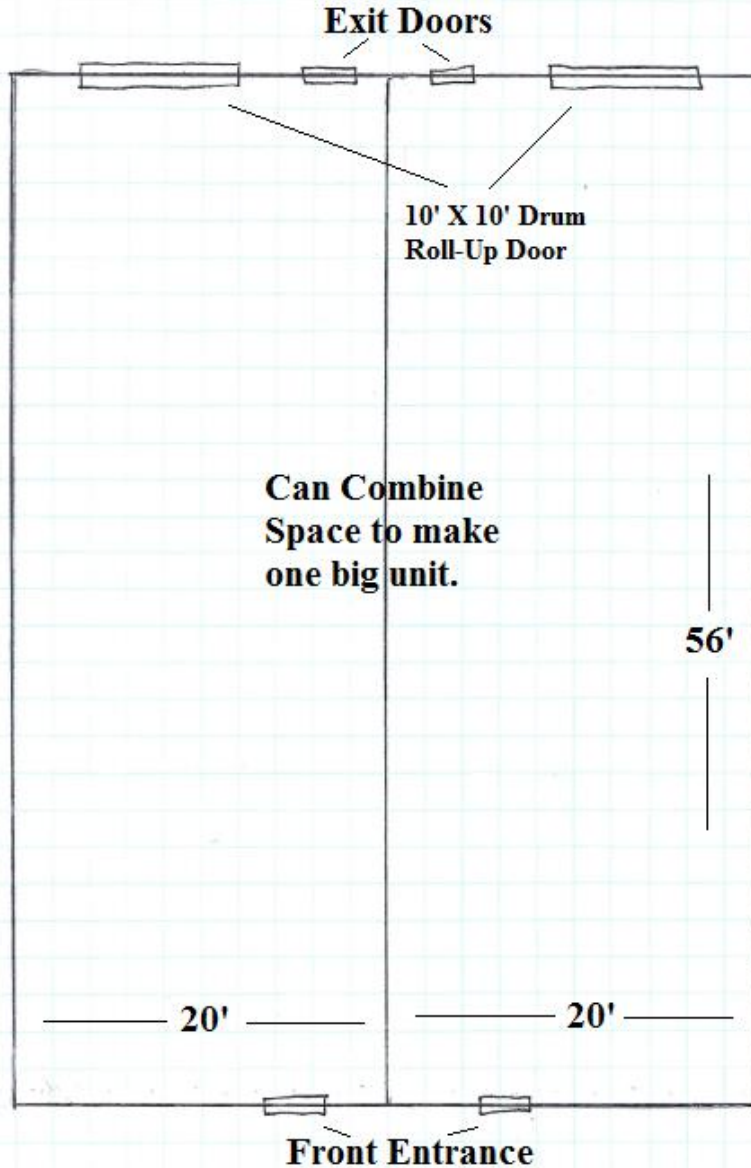 Exit Doors
10' X 10' Drum
Roll-Up Door
Can Combine
Space to make
one big unit.
56'
20'
20'
Front Entrance